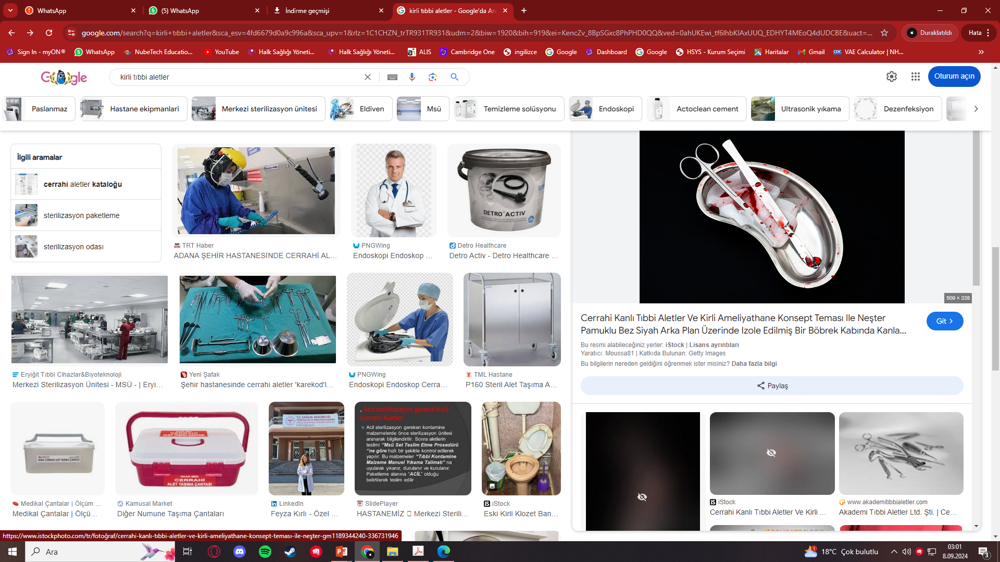 WhatsApp
(5) WhatsApp
İndirme geçmişi
kirli tıbbi aletler - Google'da Ara
google.com/search?q=kirli+tıbbi+aletler&sca_esv=4fd6679d0a9c996a&sca_upv=1&rlz=1C1CHZN_trTR931TR931&udm=2&biw=1920&bih=919&ei=KencZv_8BpSGxc8PhPHD0QQ&ved=0ahUKEwi_tf6lhbKIAxUUQ_EDHYT4MEoQ4dUDCBE&uact=...
Duraklatıldı
Hata
Sign In - myON®
WhatsApp
NubeTech Educatio...
YouTube
Halk Sağlığı Yöneti...
Halk Sağlığı Yöneti...
ALIS
Cambridge One
ingilizce
Google
Dashboard
Google
HSYS - Kurum Seçimi
Haritalar
Gmail
CDC VAE Calculator | NH...
Google
kirli tıbbi aletler
Oturum açın
Paslanmaz
Hastane ekipmanlari
Merkezi sterilizasyon ünitesi
Eldiven
Msü
Temizleme solüsyonu
Endoskopi
Actoclean cement
Ultrasonik yıkama
Dezenfeksiyon
İlgili aramalar
cerrahi aletler kataloğu
sterilizasyon paketleme
sterilizasyon odası
TRT Haber
ADANA ŞEHİR HASTANESİNDE CERRAHİ AL...
PNGWing
Endoskopi Endoskop ...
DETRO ACTIV
Detro Healthcare
Detro Activ - Detro Healthcare ...
Eryiğit Tıbbi Cihazlar&Biyoteknoloji
Merkezi Sterilizasyon Ünitesi - MSÜ - | Eryi...
Yeni Şafak
Şehir hastanesinde cerrahi aletler 'karekod'l...
PNGWing
Endoskopi Endoskop Cerra...
TML Hastane
P160 Steril Alet Taşıma A...
TEMİZ CERRAHİ ALET TAŞIMA ÇANTASI
Medikal Çantalar | Ölçüm ...
Medikal Çantalar | Ölçü...
CERRAHİ
ALET TAŞIMA ÇANTASI
OCAK MED
CERRAHİ
ALET TAŞIMA ÇANTASI
Kamusal Market
Diğer Numune Taşıma Çantaları
T.C. SAĞLIK BAKANLIĞI
LinkedIn
Feyza Kırlı - Özel ...
. Acil sterilizasyon gerekli Kirli
Cerrahi Aletler
Acil sterilizasyon gereken kontamine
malzemelerde önce sterilizasyon ünitesi
aranarak bilgilendirilir. Sonra aletlerin
teslimi "Msü Set Teslim Etme Prosedürü
"ne göre hızlı bir şekilde kontrol edilerek
yapılır. Bu malzemeler "Tıbbi Kontamine
Malzeme Manuel Yıkama Talimatı" na
uyularak yıkanır, durulanır ve kurulanır.
Paketleme alanına "ACİL" olduğu
belirtilerek teslim edilir
SlidePlayer
HASTANEMİZ Merkezi Sterili...
iStock
Eski Kirli Klozet Ban...
509 × 338
Cerrahi Kanlı Tıbbi Aletler Ve Kirli Ameliyathane Konsept Teması Ile Neşter
Pamuklu Bez Siyah Arka Plan Üzerinde Izole Edilmiş Bir Böbrek Kabında Kanla...
Git
Bu resmi alabileceğiniz yerler: iStock | Lisans ayrıntıları
Yaratıcı: Moussa81 | Katkıda Bulunan: Getty Images
Bu bilgilerin nereden geldiğini öğrenmek ister misiniz? Daha fazla bilgi
Paylaş
iStock
Cerrahi Kanlı Tıbbi Aletler Ve Kirli ...
www.akademitibbialetler.com
Akademi Tıbbi Aletler Ltd. Şti. | Ce...
https://www.istockphoto.com/tr/fotoğraf/cerrahi-kanlı-tıbbi-aletler-ve-kirli-ameliyathane-konsept-teması-ile-neşter-gm1189344240-336731946
Ara
1
18°C Çok bulutlu
03:01
8.09.2024
3